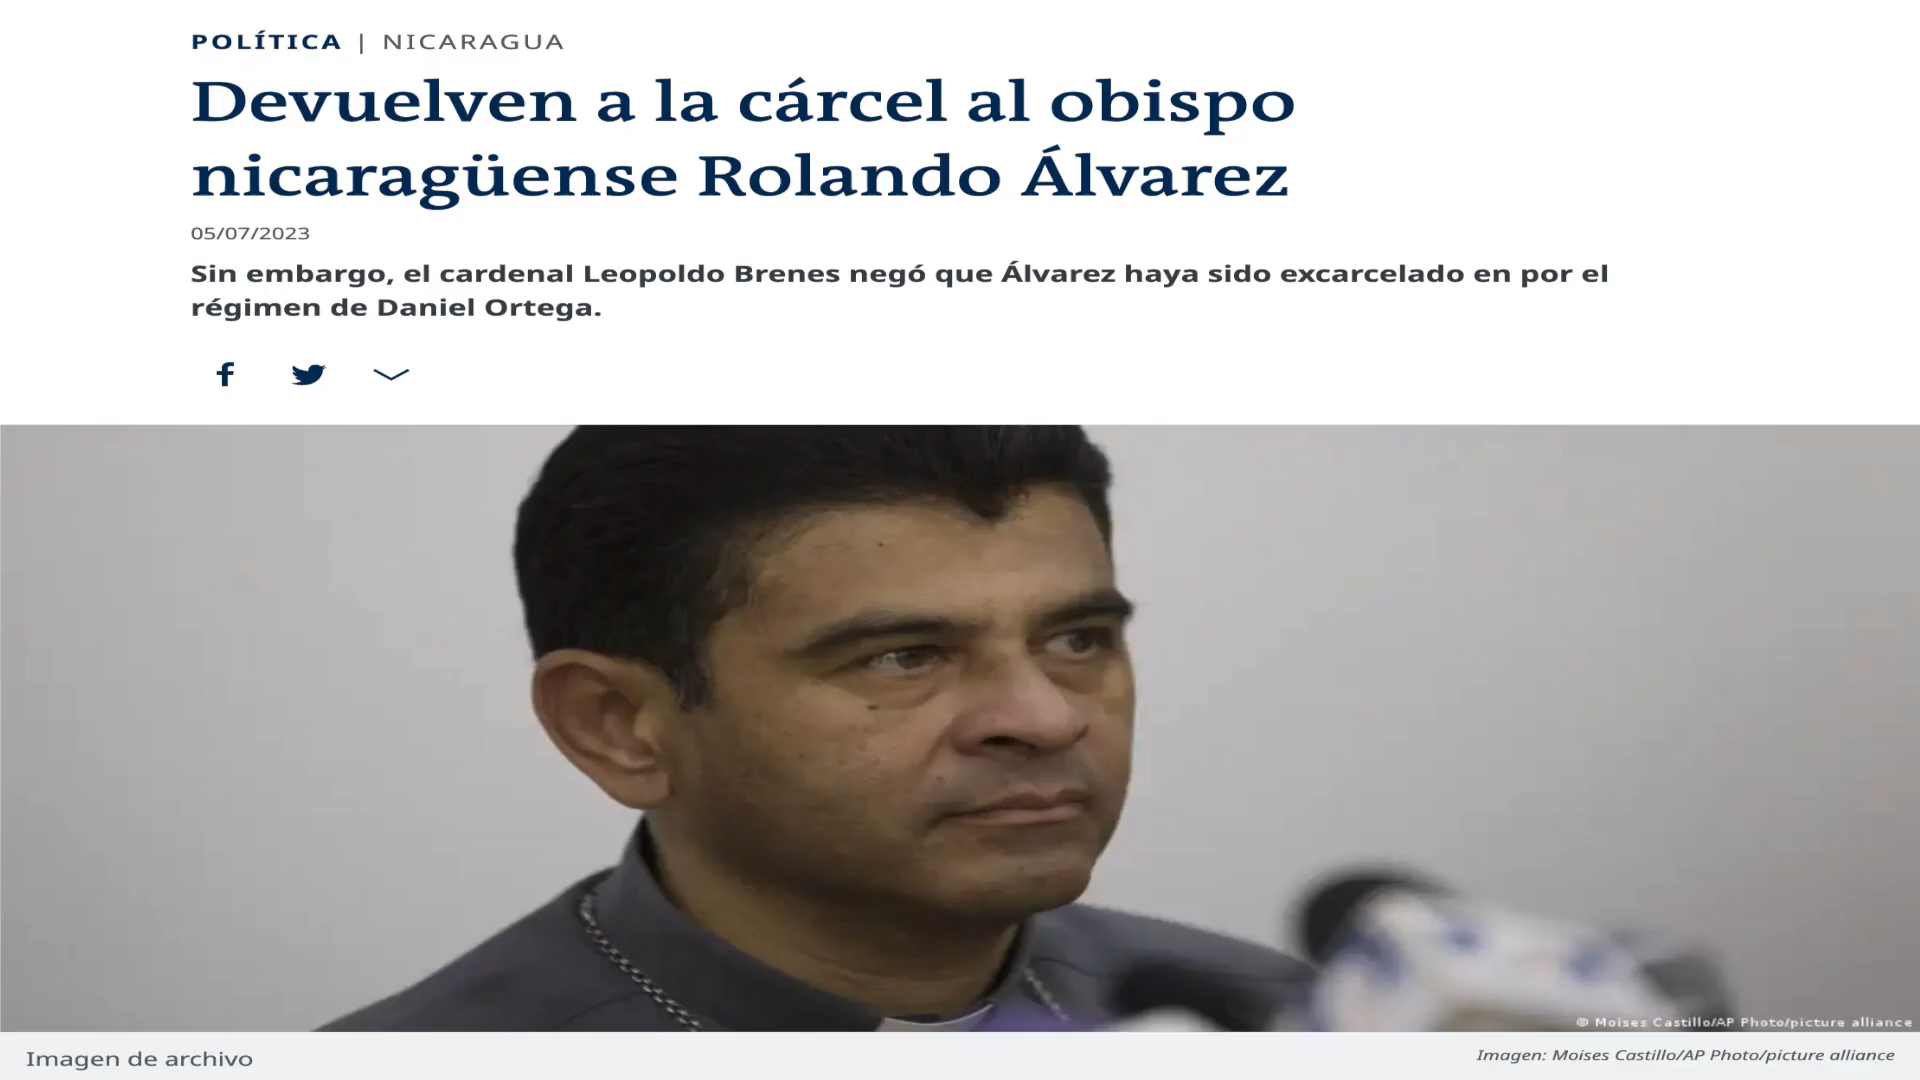 POLÍTICA | NICARAGUA
Devuelven a la cárcel al obispo
nicaragüense Rolando Álvarez
05/07/2023
Sin embargo, el cardenal Leopoldo Brenes negó que Álvarez haya sido excarcelado en por el
régimen de Daniel Ortega.
© Moises Castillo/AP Photo/picture alliance
Imagen de archivo
Imagen: Moises Castillo/AP Photo/picture alliance